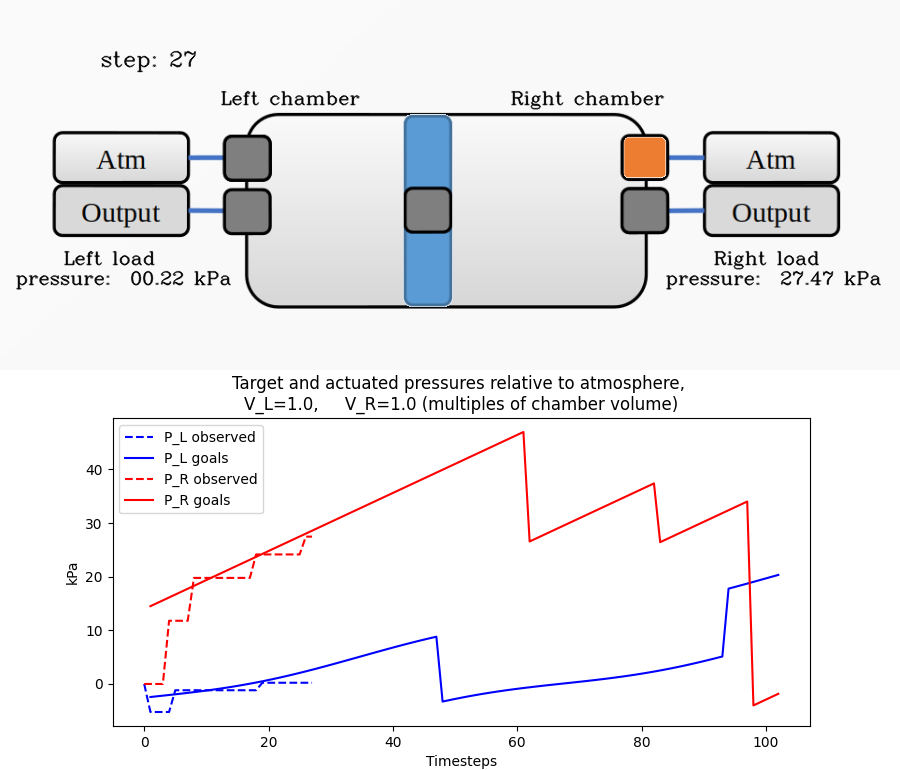 step: 27
Left chamber
Right chamber
Atm
Output
Atm
Output
Left load
pressure: 00.22 kPa
Right load
pressure: 27.47 kPa
Target and actuated pressures relative to atmosphere,
V_L=1.0, V_R=1.0 (multiples of chamber volume)
P_L observed
P_L goals
P_R observed
P_R goals
kPa
40
30
20
10
0
0 20 40 60 80 100
Timesteps